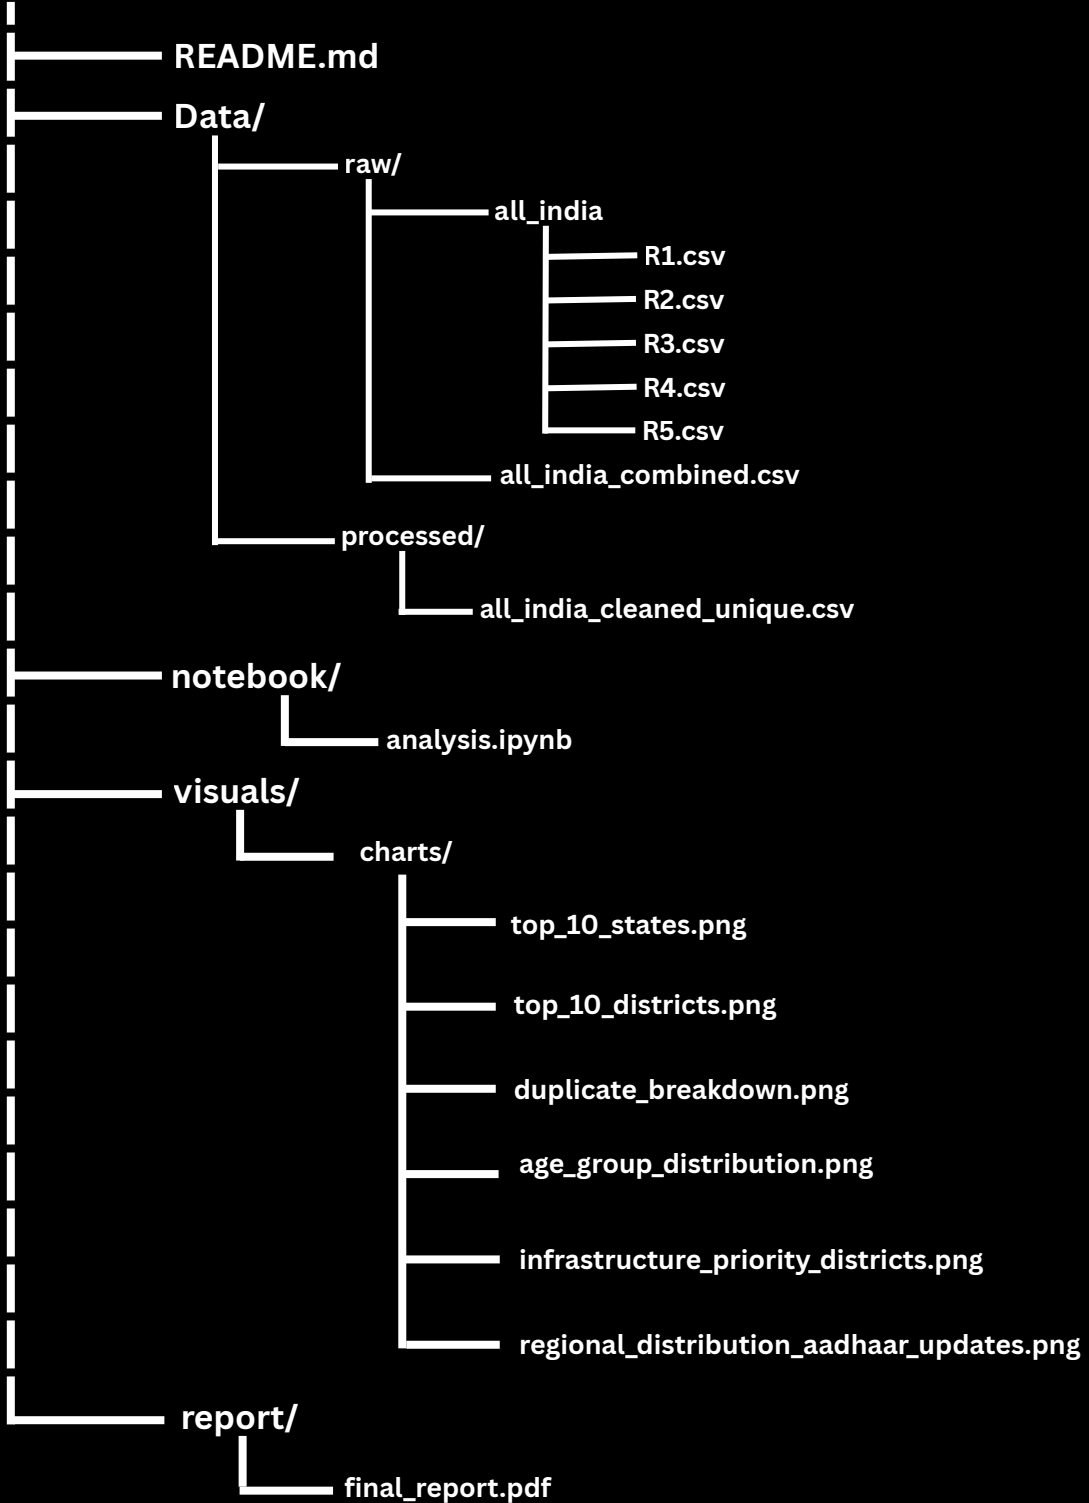 README.md
Data/
raw/
all_india
R1.csv
R2.csv
R3.csv
R4.csv
R5.csv
all_india_combined.csv
processed/
all_india_cleaned_unique.csv
notebook/
analysis.ipynb
visuals/
charts/
top_10_states.png
top_10_districts.png
duplicate_breakdown.png
age_group_distribution.png
infrastructure_priority_districts.png
regional_distribution_aadhaar_updates.png
report/
final_report.pdf